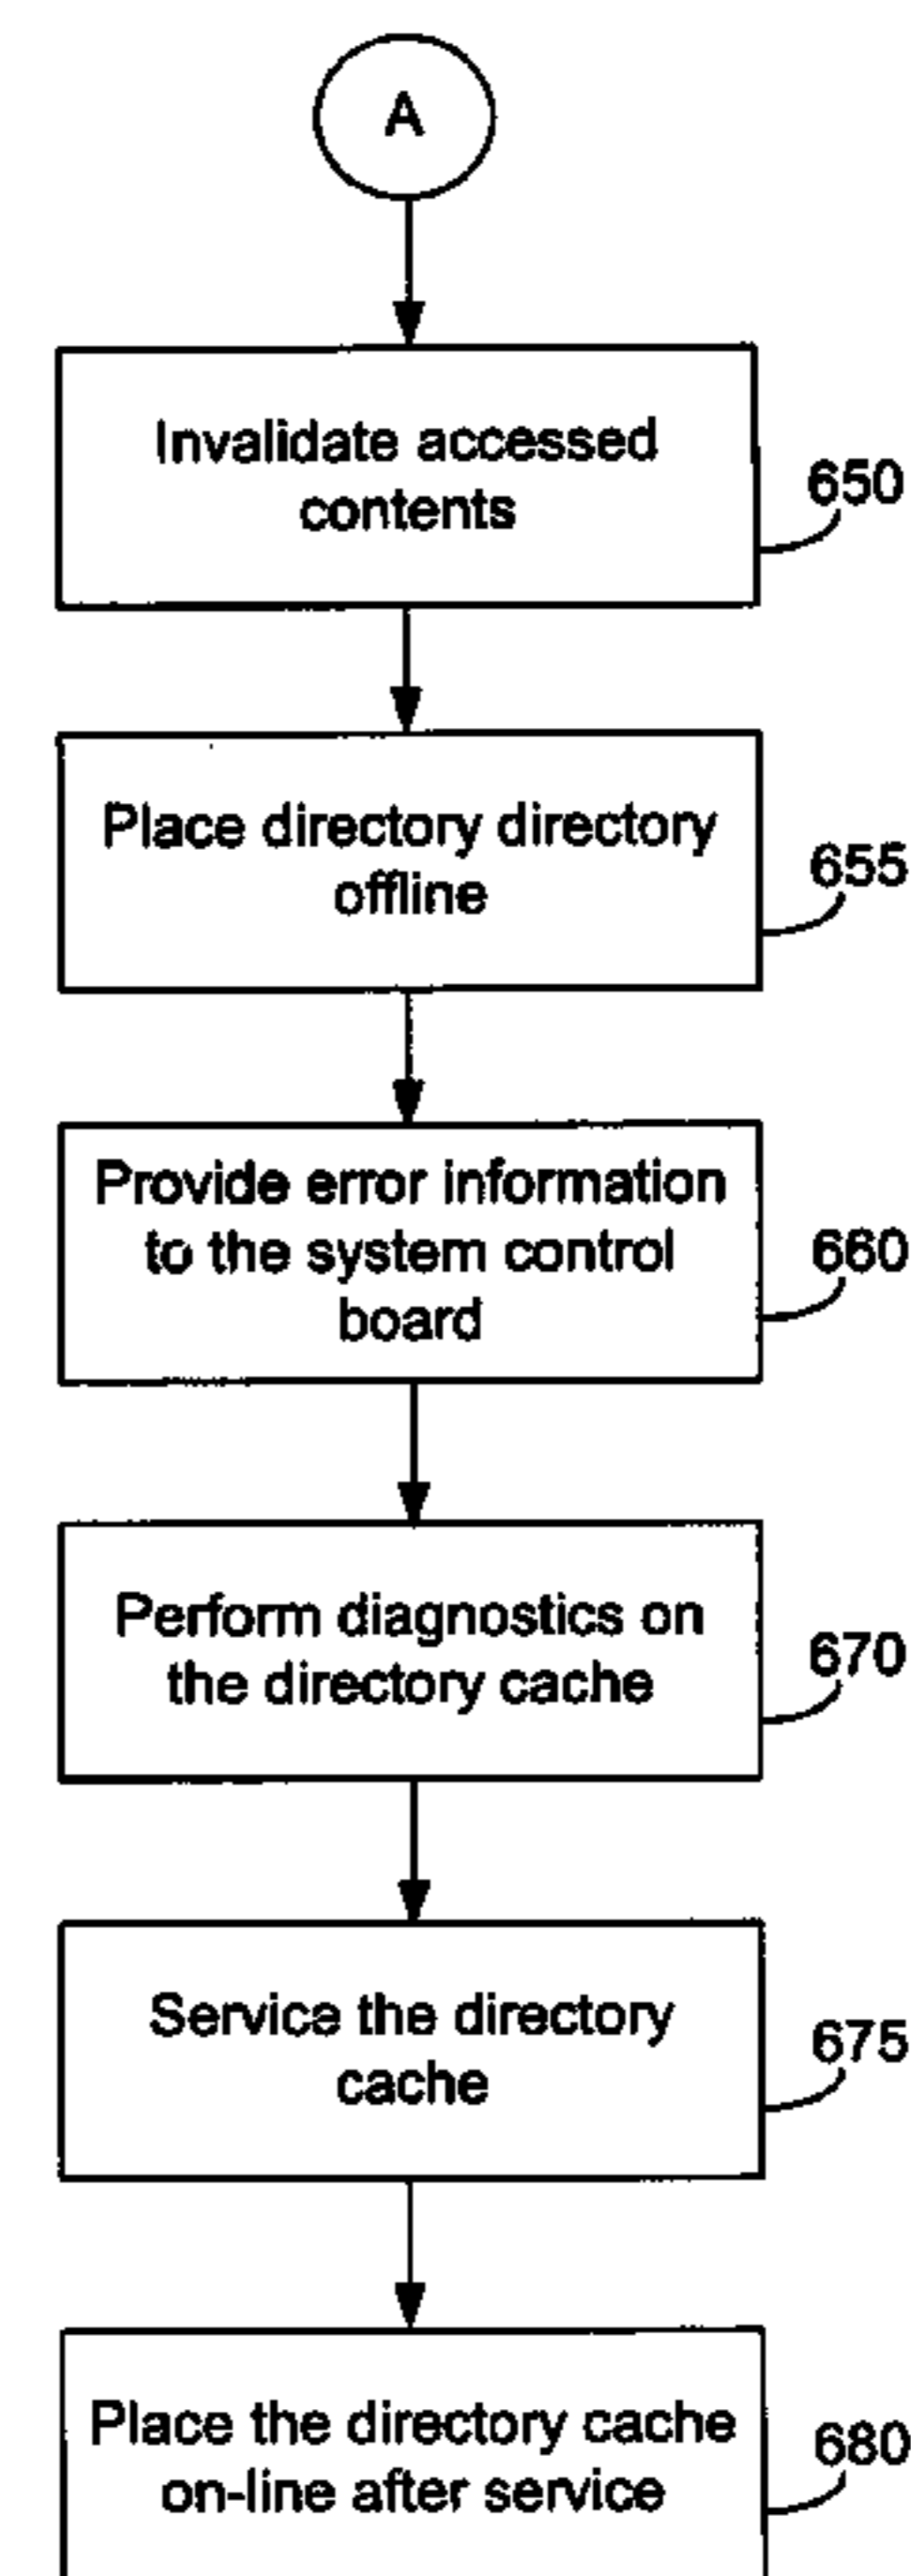 A
Invalidate accessed
contents
650
Place directory directory
offline
655
Provide error information
to the system control
board
660
Perform diagnostics on
the directory cache
670
Service the directory
cache
675
Place the directory cache
on-line after service
680